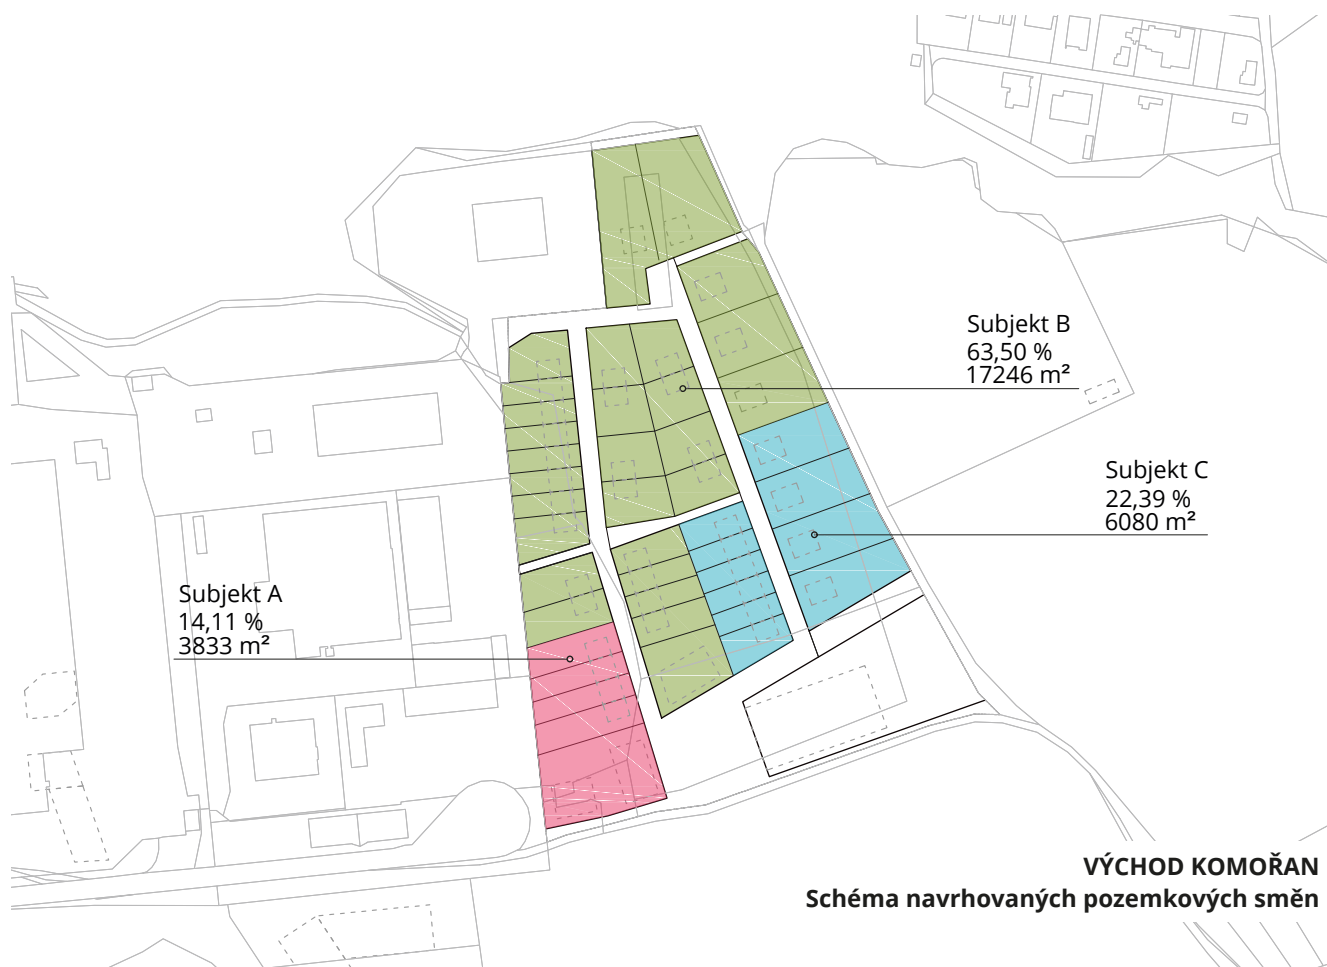 Subjekt B
63,50 %
17246 m²
Subjekt C
22,39 %
6080 m²
Subjekt A
14,11 %
3833 m²
VÝCHOD KOMOŘAN
Schéma navrhovaných pozemkových směn